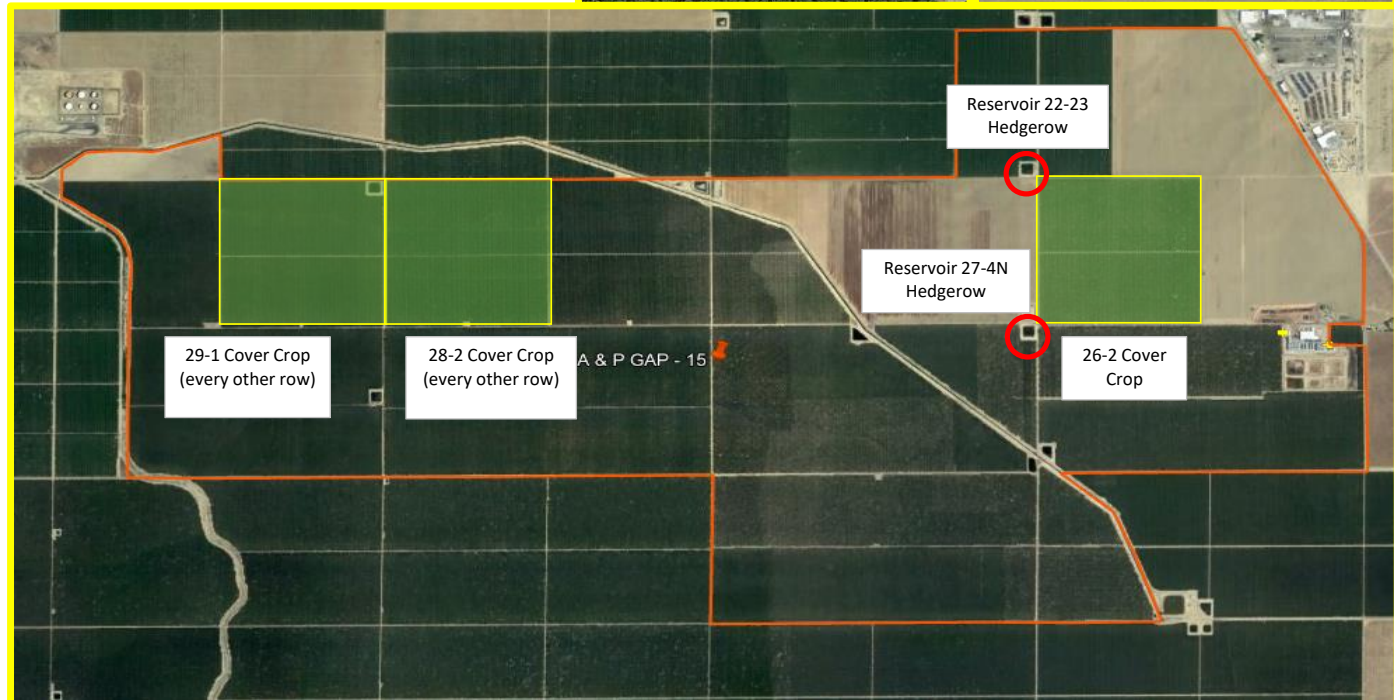 Reservoir 22-23
Hedgerow
Reservoir 27-4N
Hedgerow
29-1 Cover Crop
(every other row)
28-2 Cover Crop
(every other row)
A & P GAP - 15
26-2 Cover
Crop